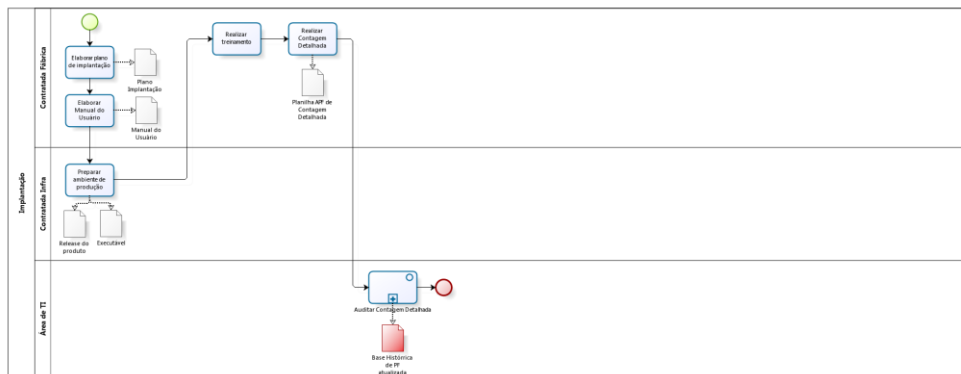 Implantação
Contratada Fábrica
Elaborar plano
de implantação
Plano
Implantação
Elaborar
Manual do
Usuário
Manual do
Usuário
Realizar
treinamento
Realizar
Contagem
Detalhada
Planilha APF de
Contagem
Detalhada
Contratada Infra
Preparar
ambiente de
produção
Release do
produto
Executável
Área de TI
Auditar Contagem Detalhada
Base Histórica
de PF
atualizada